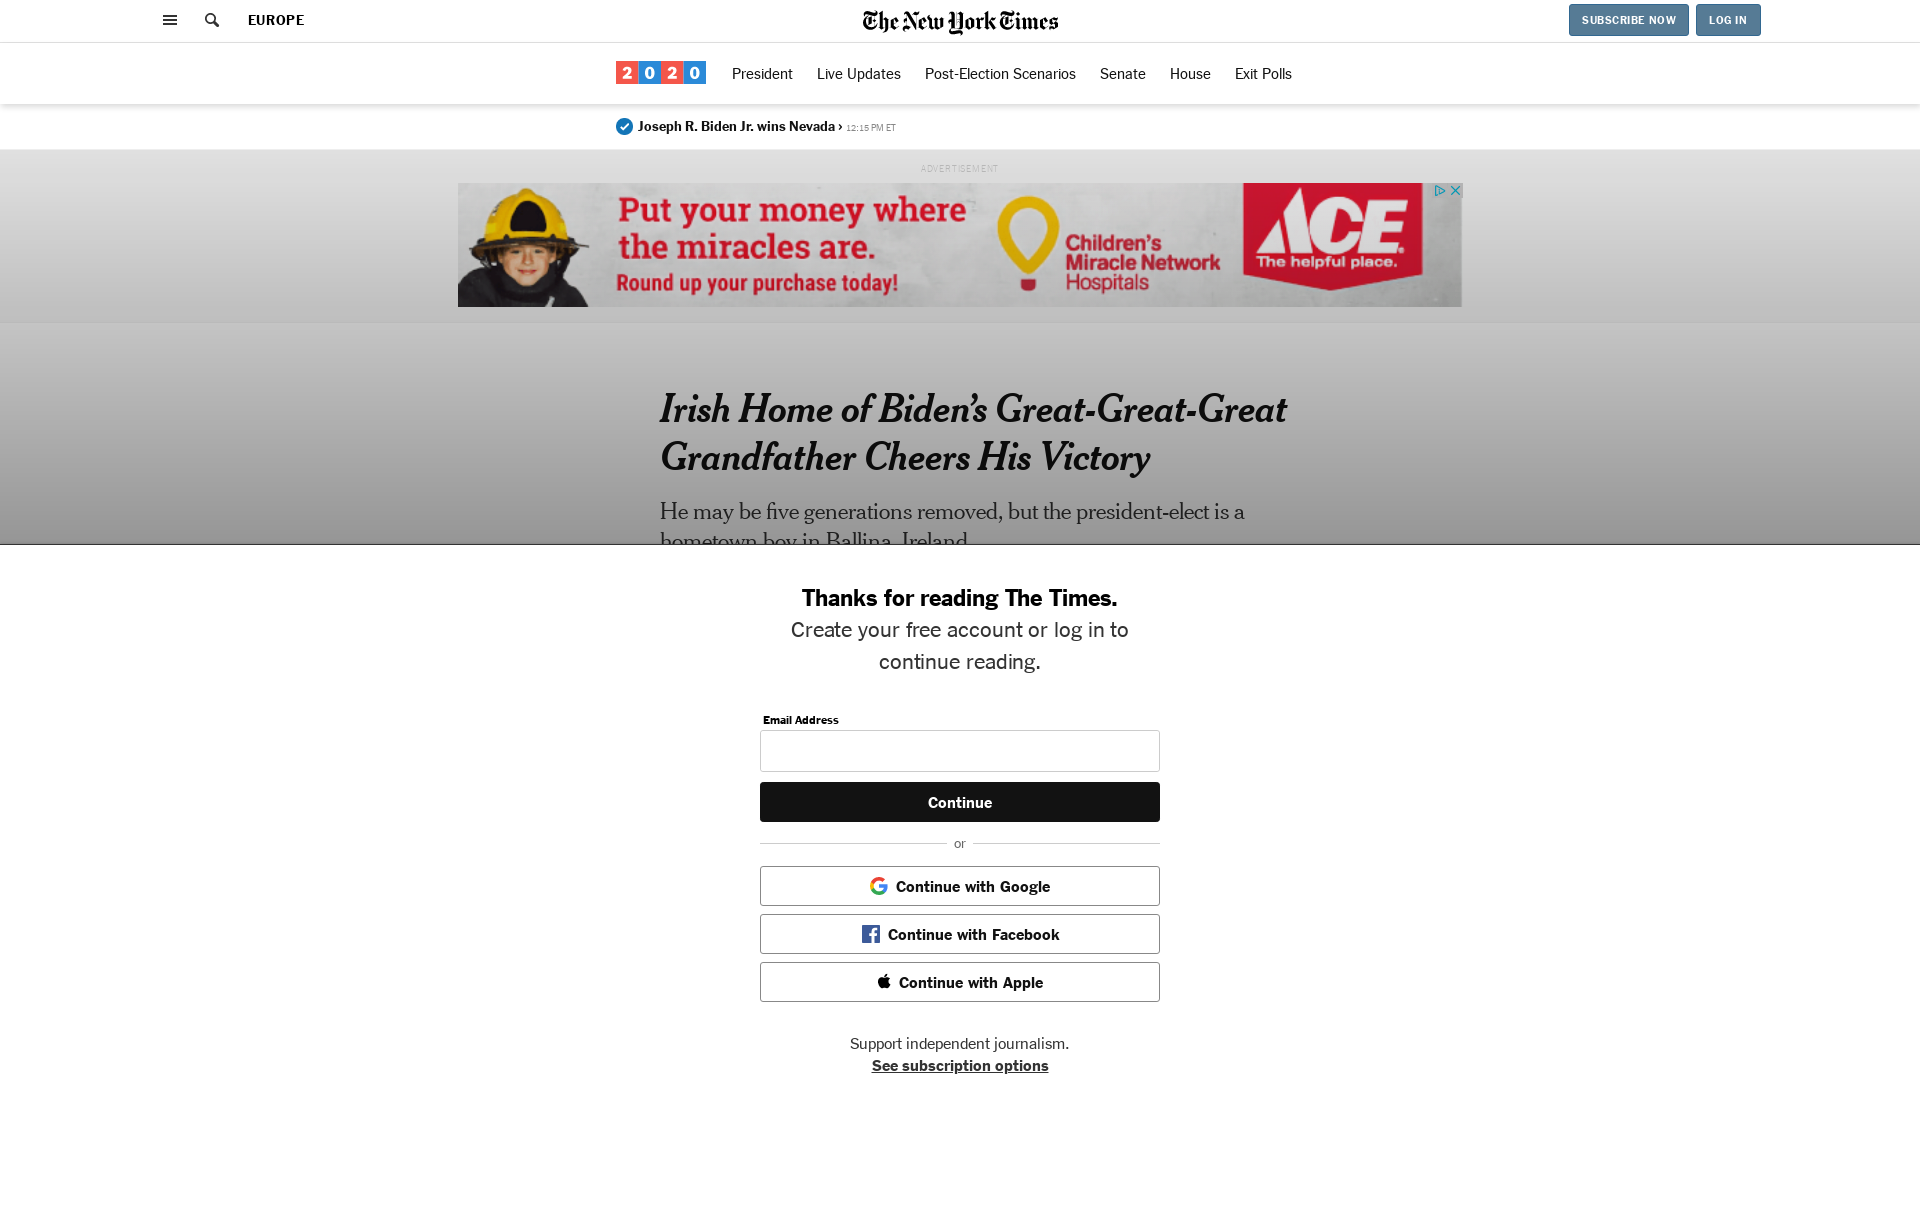 EUROPE
The New York Times
SUBSCRIBE NOW
LOG IN
2020
President
Live Updates
Post-Election Scenarios
Senate
House
Exit Polls
Joseph R. Biden Jr. wins Nevada › 12:15 PM ET
ADVERTISEMENT
Put your money where
the miracles are.
Round up your purchase today!
Children's
Miracle Network
Hospitals
ACE
The helpful place.
Irish Home of Biden’s Great-Great-Great
Grandfather Cheers His Victory
He may be five generations removed, but the president-elect is a
hometown boy in Ballina, Ireland
Thanks for reading The Times.
Create your free account or log in to
continue reading.
Email Address
Continue
or
Continue with Google
Continue with Facebook
Continue with Apple
Support independent journalism.
See subscription options